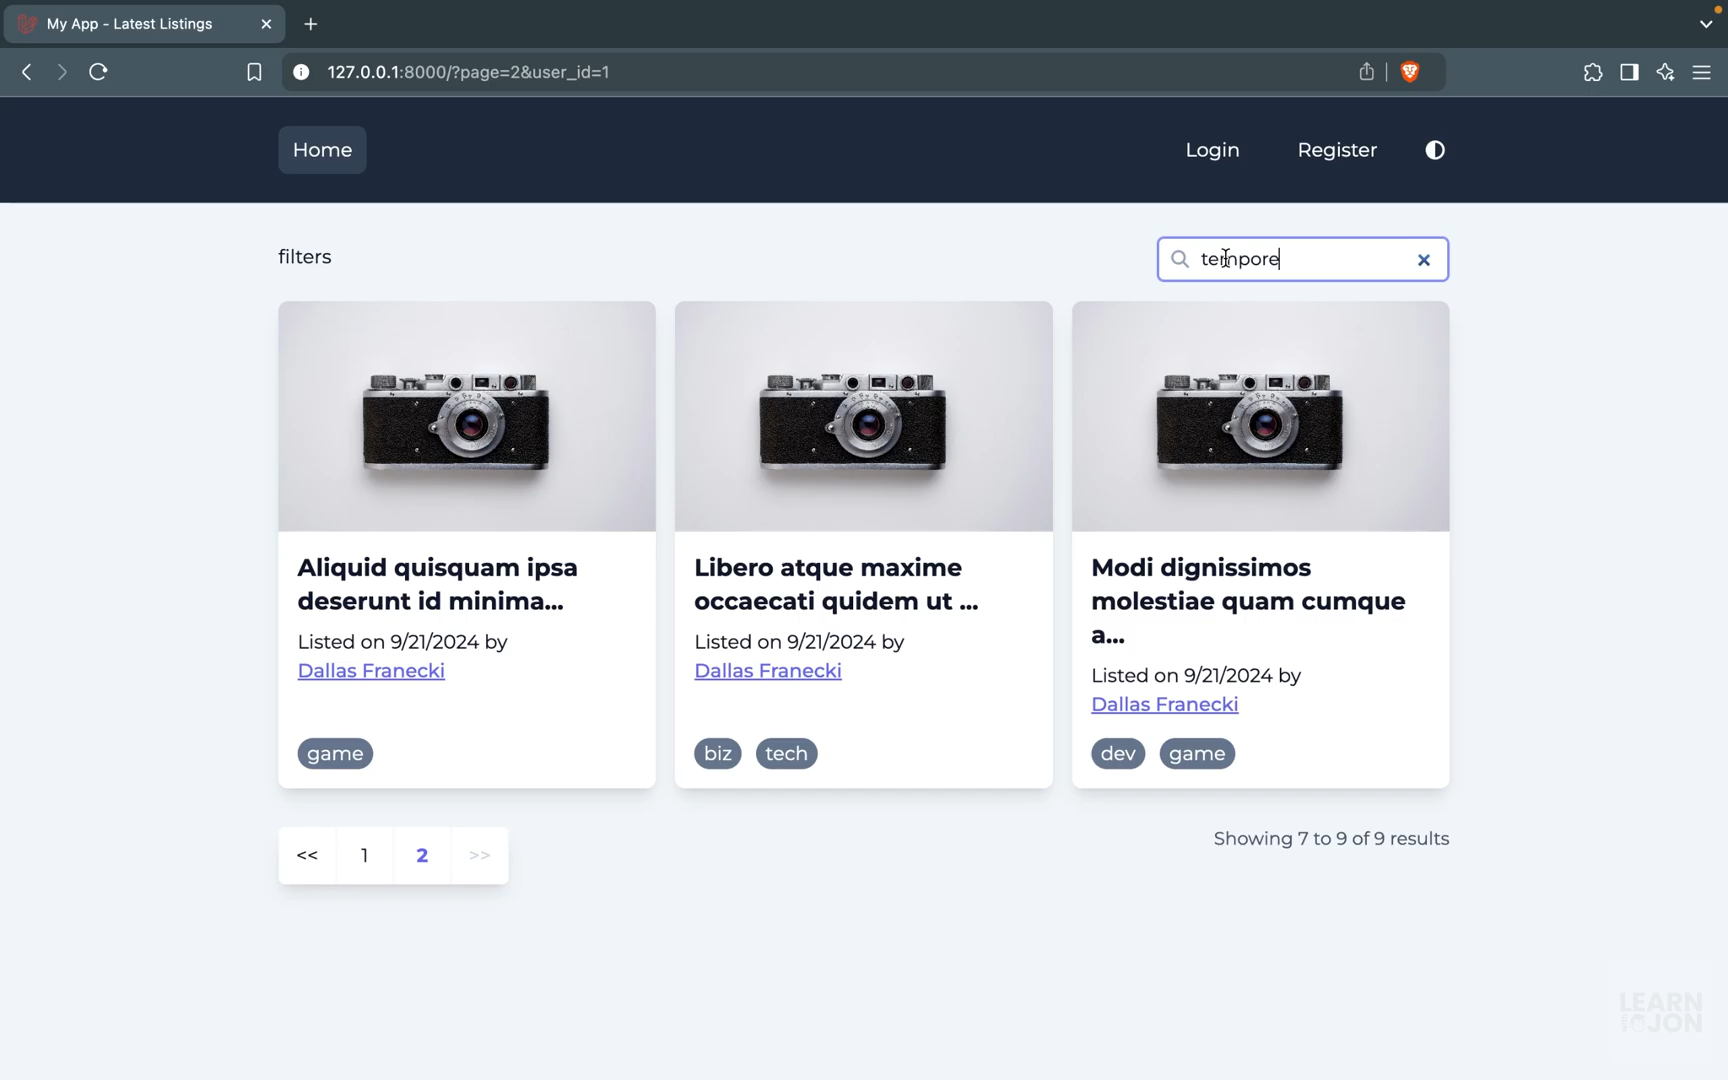 My App - Latest Listings
127.0.0.1:8000/?page=2&user_id=1
Home
Login
Register
filters
tempore
Aliquid quisquam ipsa
deserunt id minima...
Listed on 9/21/2024 by
Dallas Franecki
game
Libero atque maxime
occaecati quidem ut ...
Listed on 9/21/2024 by
Dallas Franecki
biz
tech
Modi dignissimos
molestiae quam cumque
a...
Listed on 9/21/2024 by
Dallas Franecki
dev
game
<<
1
2
>>
Showing 7 to 9 of 9 results
LEARN
JON